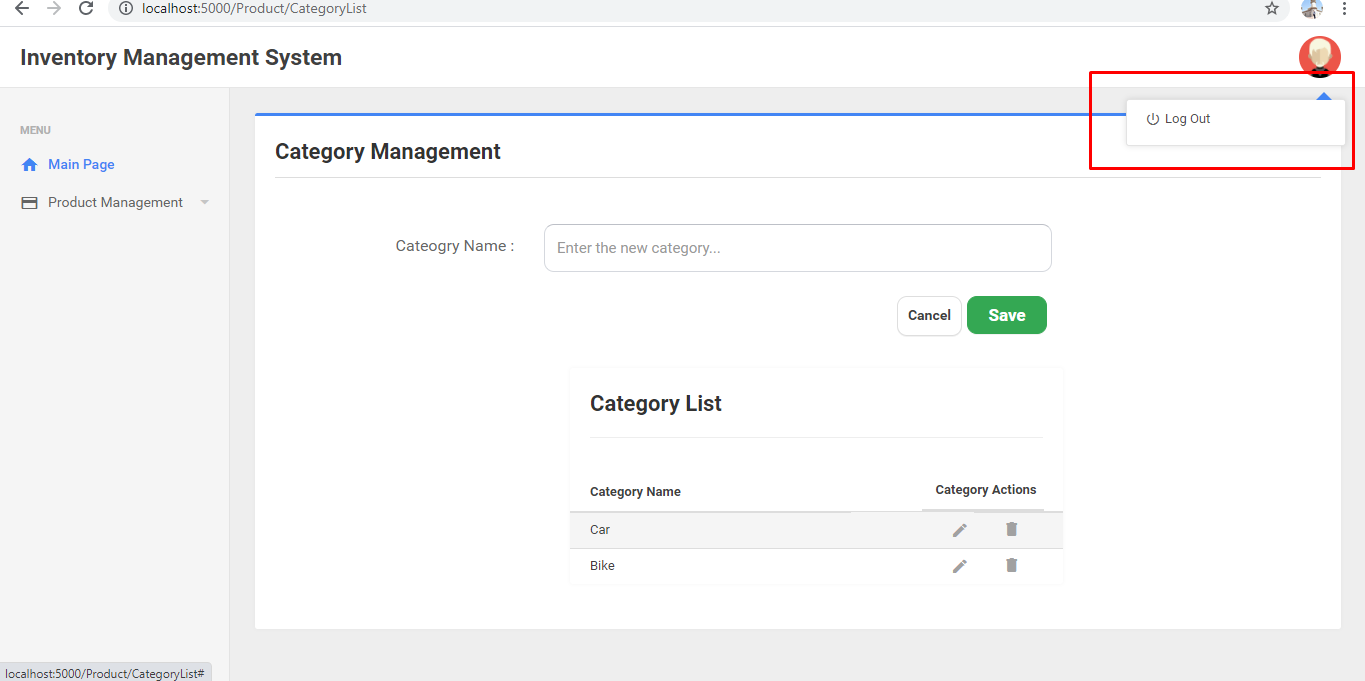 localhost:5000/Product/CategoryList
Inventory Management System
Log Out
MENU
Main Page
Product Management
Category Management
Cateogry Name :
Enter the new category...
Cancel
Save
Category List
Category Name
Category Actions
Car
Bike
localhost:5000/Product/CategoryList#